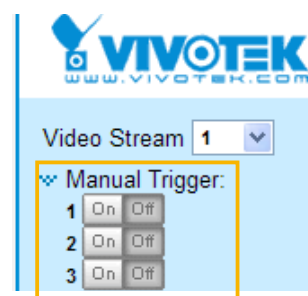 VIVOTEK
WWW.VIVOTEK.COM
Video Stream 1
Manual Trigger:
1 On Off
2 On Off
3 On Off